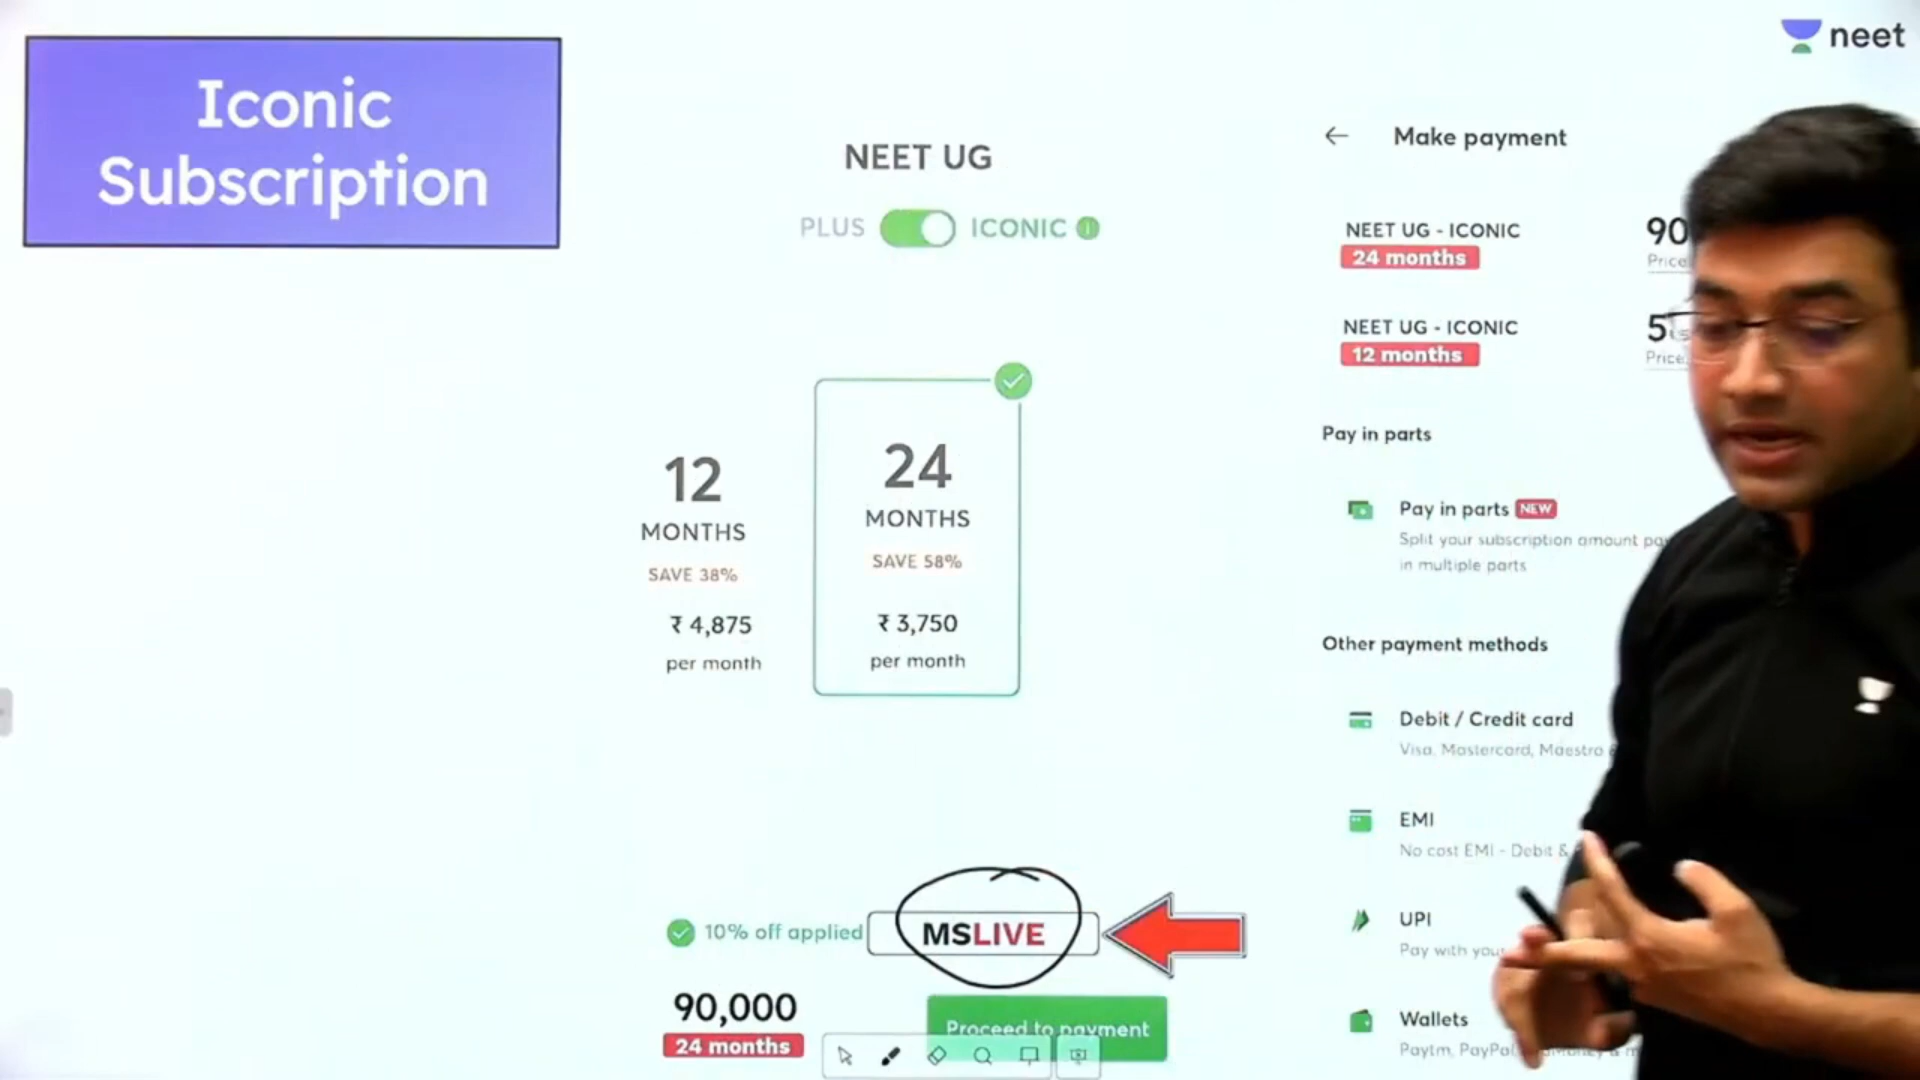 Iconic
Subscription
neet
NEET UG
PLUS ICONIC
12
MONTHS
SAVE 38%
₹ 4,875
per month
24
MONTHS
SAVE 58%
₹ 3,750
per month
10% off applied
MSLIVE
90,000
24 months
Proceed to payment
Make payment
NEET UG - ICONIC
24 months
90
Price
NEET UG - ICONIC
12 months
5
Price
Pay in parts
Pay in parts NEW
Split your subscription amount
in multiple parts
Other payment methods
Debit / Credit card
Visa, Mastercard, Maestro
EMI
No cost EMI - Debit &
UPI
Pay with your
Wallets
Paytm, PayPal,